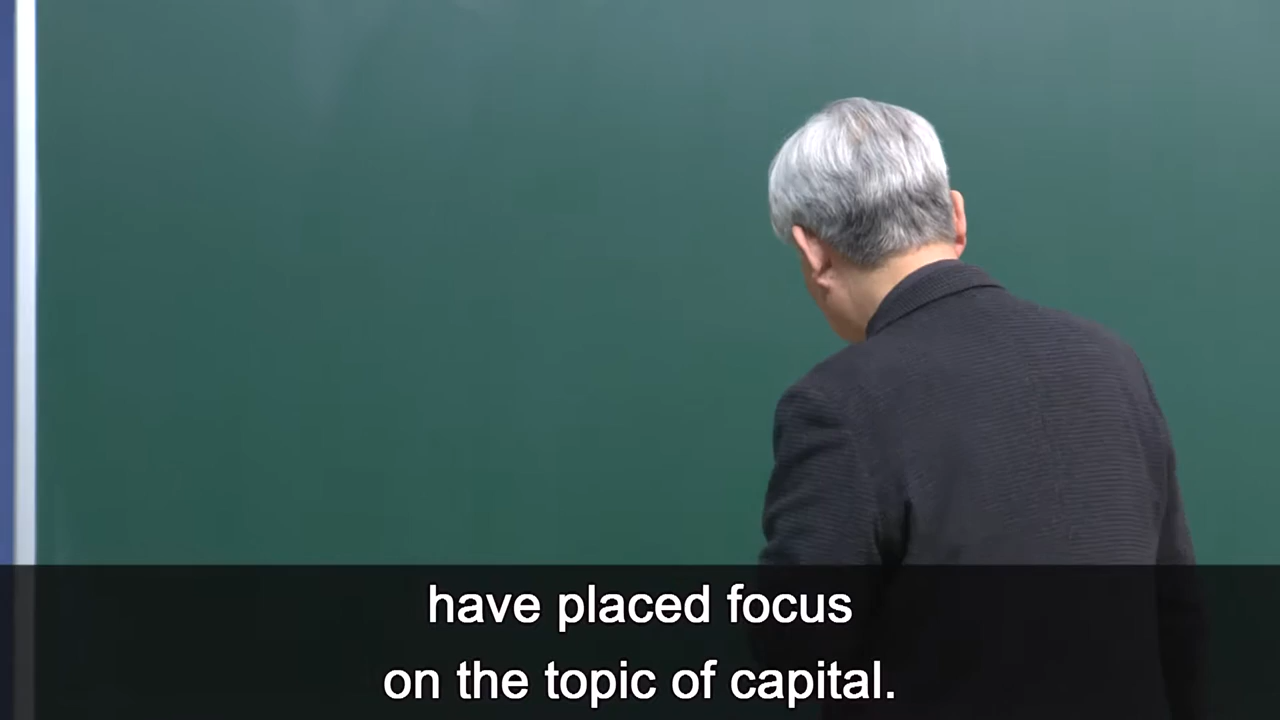 have placed focus
on the topic of capital.